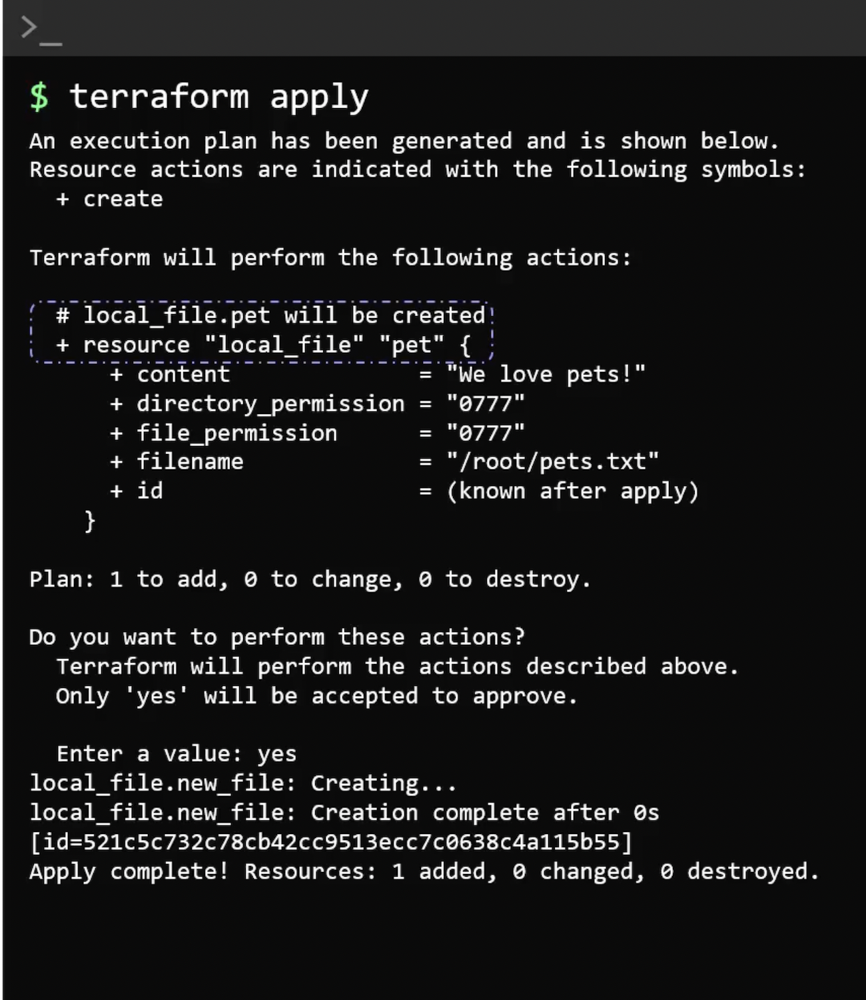 >_
$ terraform apply
An execution plan has been generated and is shown below.
Resource actions are indicated with the following symbols:
  + create
Terraform will perform the following actions:
  # local_file.pet will be created
  + resource "local_file" "pet" {
      + content              = "We love pets!"
      + directory_permission = "0777"
      + file_permission      = "0777"
      + filename             = "/root/pets.txt"
      + id                   = (known after apply)
    }
Plan: 1 to add, 0 to change, 0 to destroy.
Do you want to perform these actions?
  Terraform will perform the actions described above.
  Only 'yes' will be accepted to approve.
  Enter a value: yes
local_file.new_file: Creating...
local_file.new_file: Creation complete after 0s
[id=521c5c732c78cb42cc9513ecc7c0638c4a115b55]
Apply complete! Resources: 1 added, 0 changed, 0 destroyed.